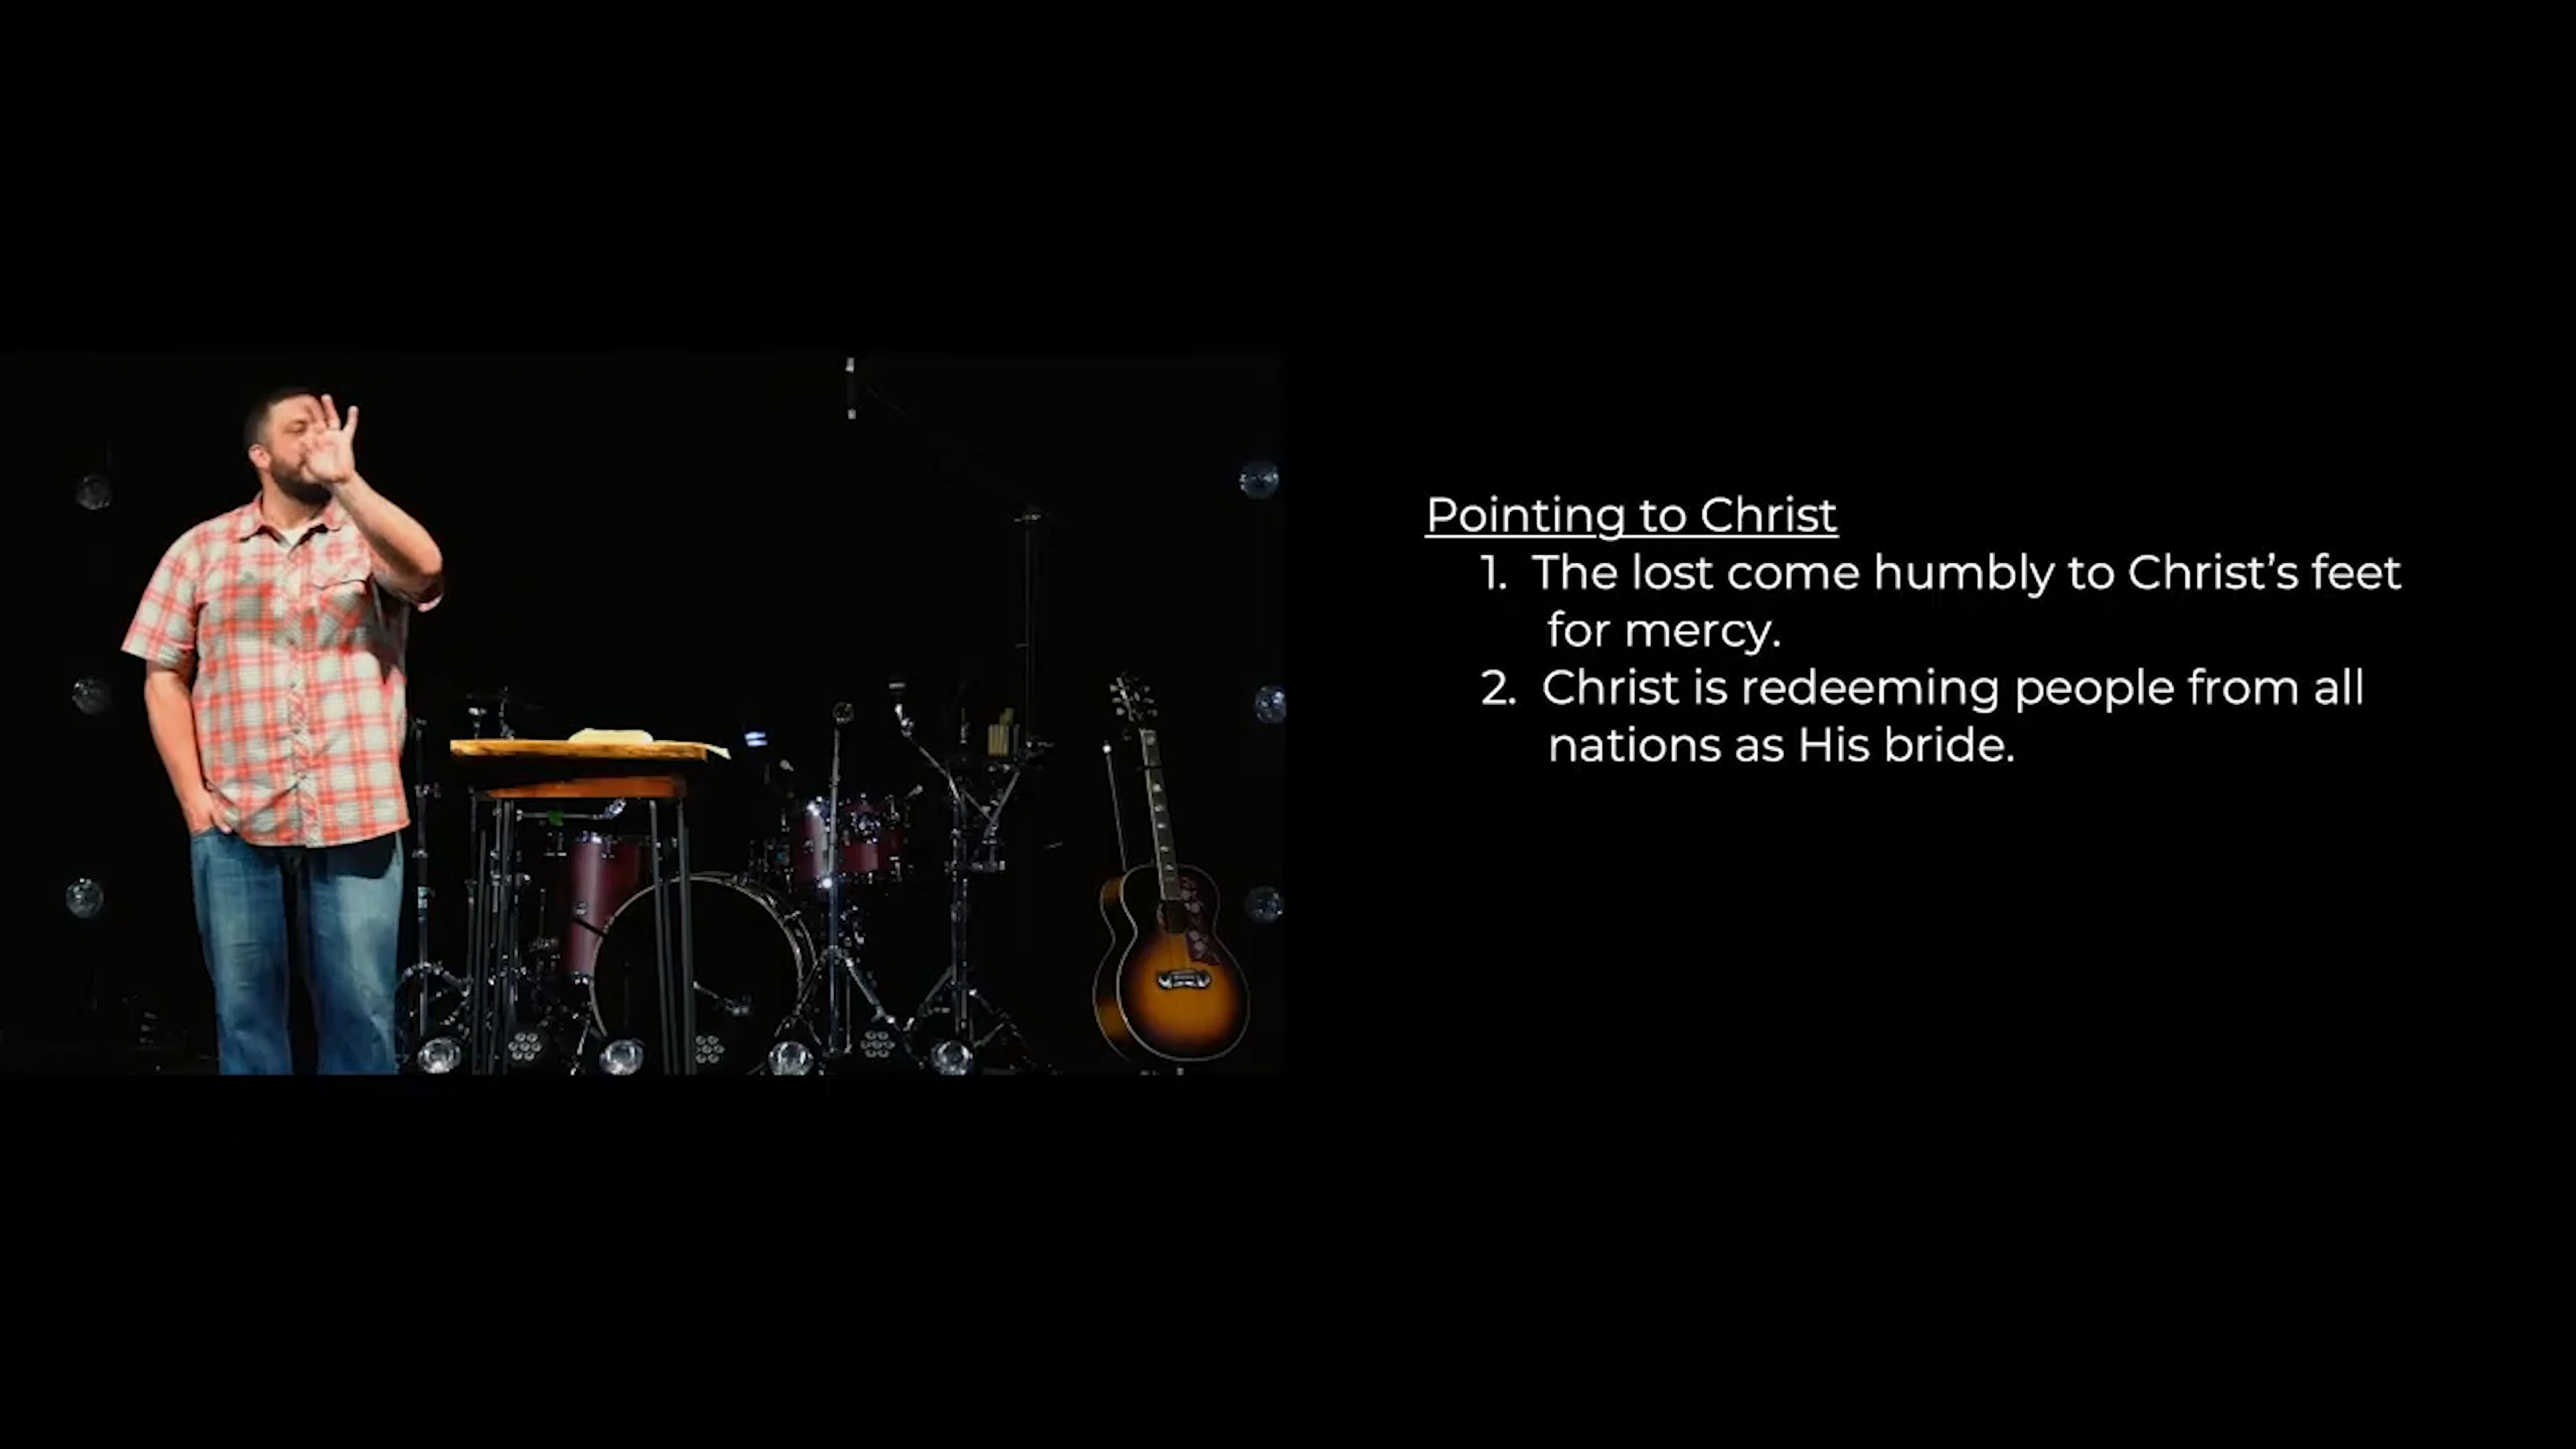 Pointing to Christ
1. The lost come humbly to Christ’s feet
for mercy.
2. Christ is redeeming people from all
nations as His bride.